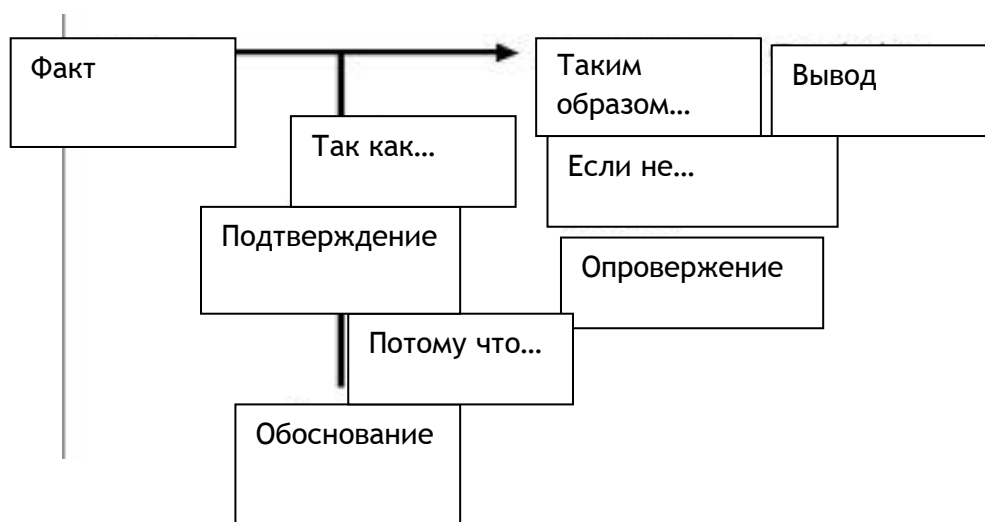 Факт
Таким
образом…
Вывод
Так как…
Если не…
Подтверждение
Опровержение
Потому что…
Обоснование